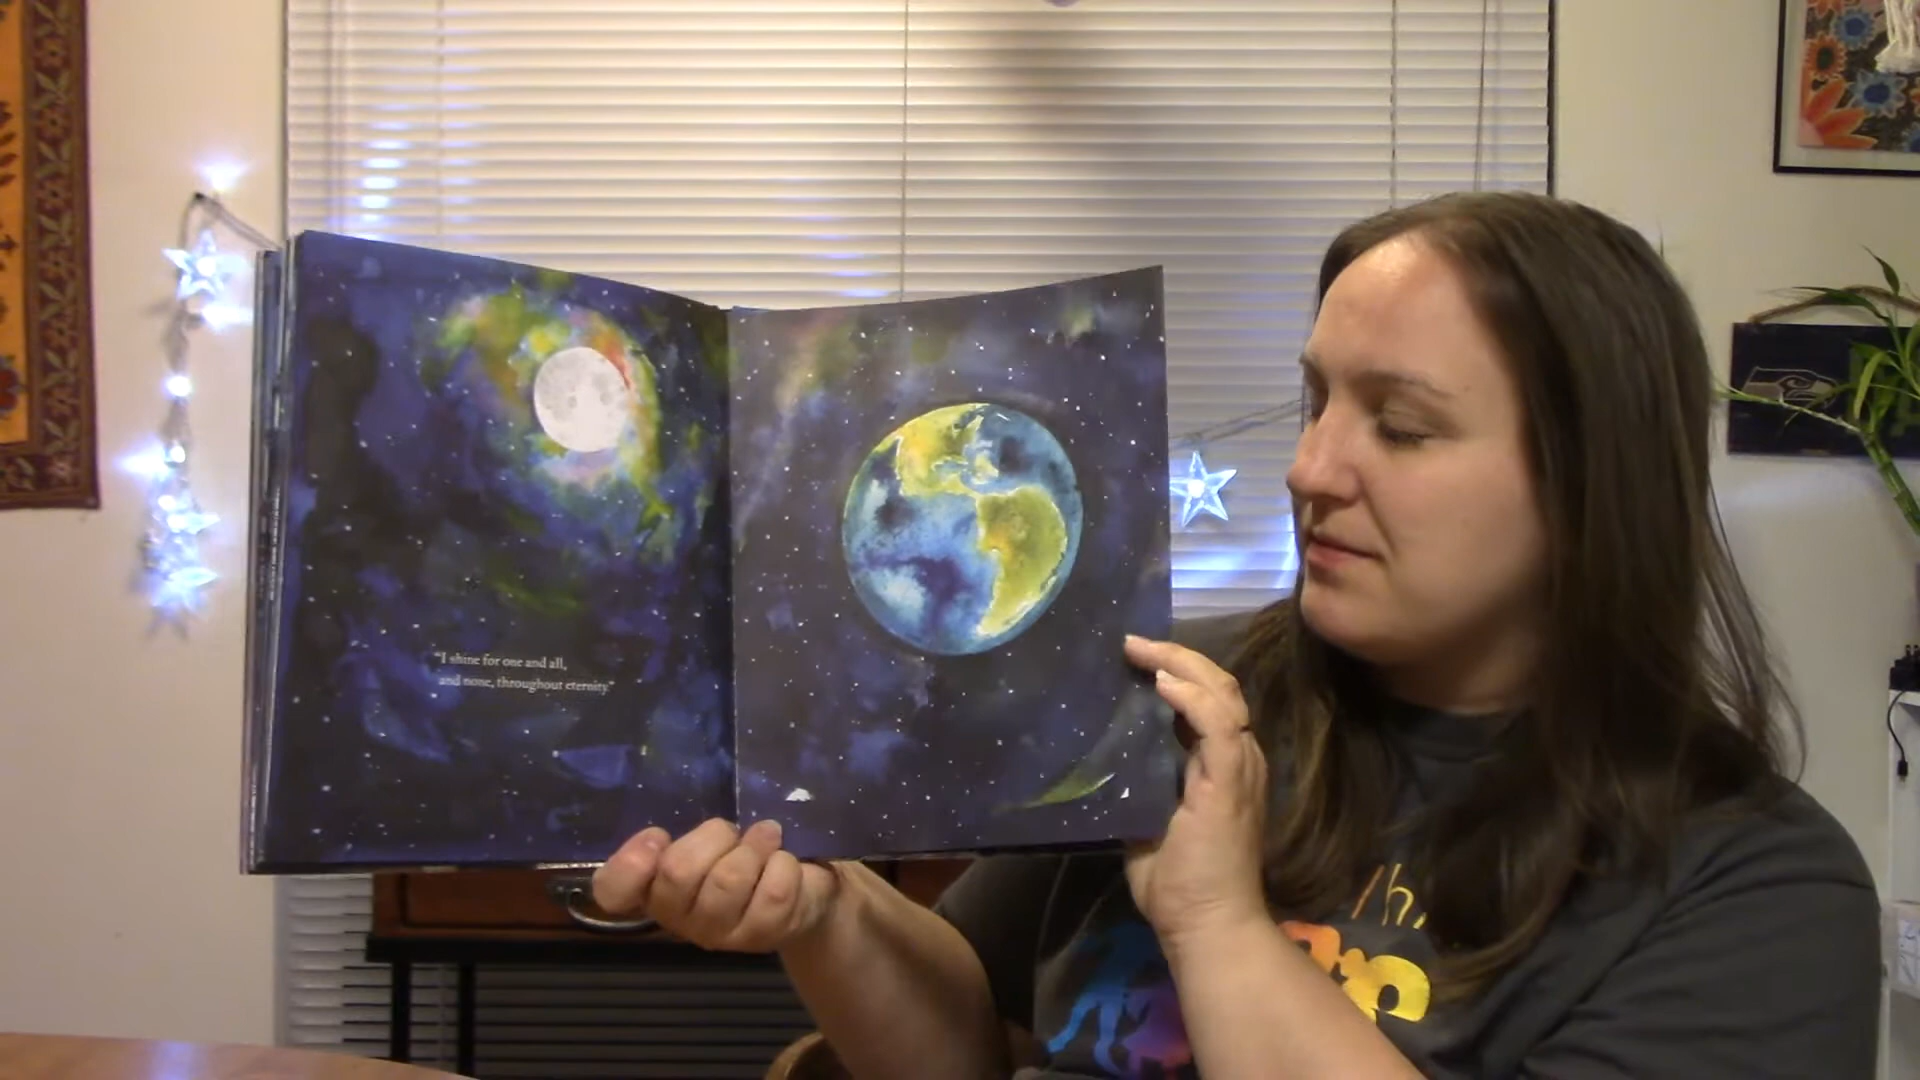 “I shine for one and all,
and none, throughout eternity.”